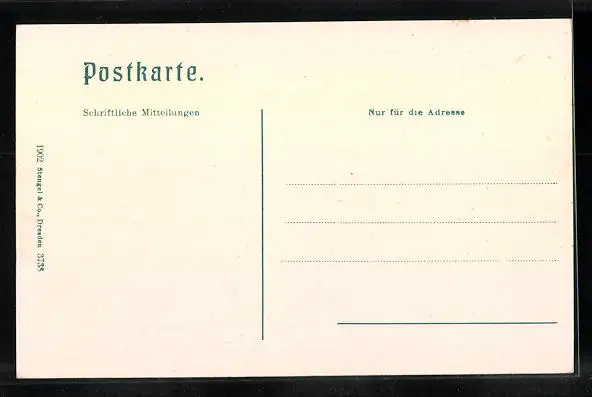 Postkarte.
Schriftliche Mitteilungen
Nur für die Adresse
1902 Stengel & Co., Dresden 3738